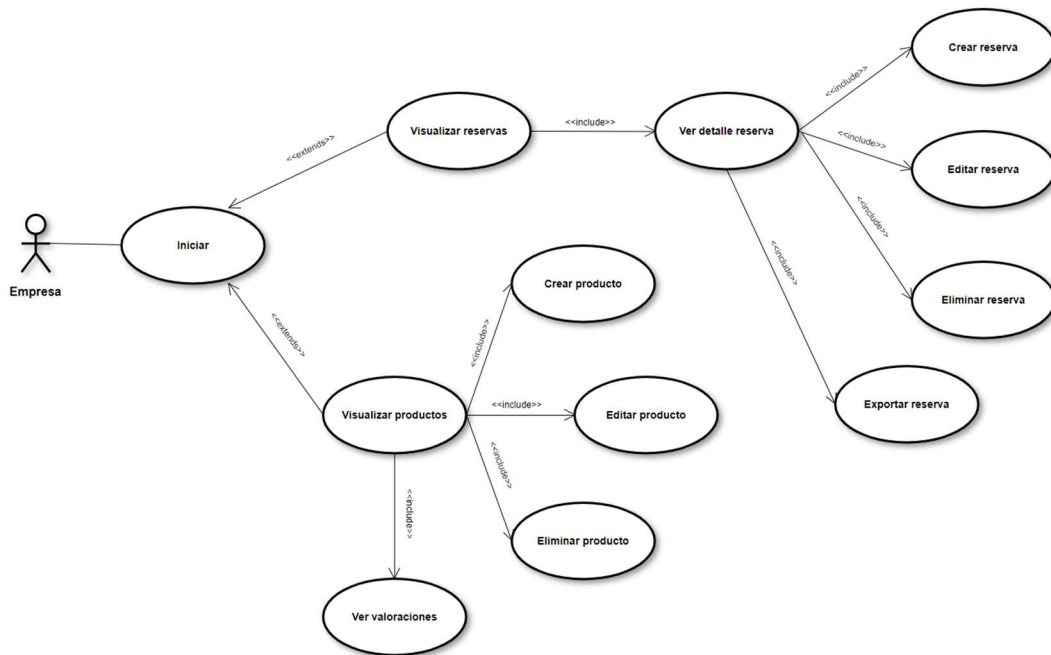 Crear reserva
<<include>>
Visualizar reservas
<<include>>
Ver detalle reserva
<<include>>
<<extends>>
Editar reserva
<<include>>
Iniciar
<<include>>
Empresa
Crear producto
Eliminar reserva
<<extends>>
<<include>>
Visualizar productos
<<include>>
Editar producto
Exportar reserva
<<include>>
<<include>>
Eliminar producto
Ver valoraciones